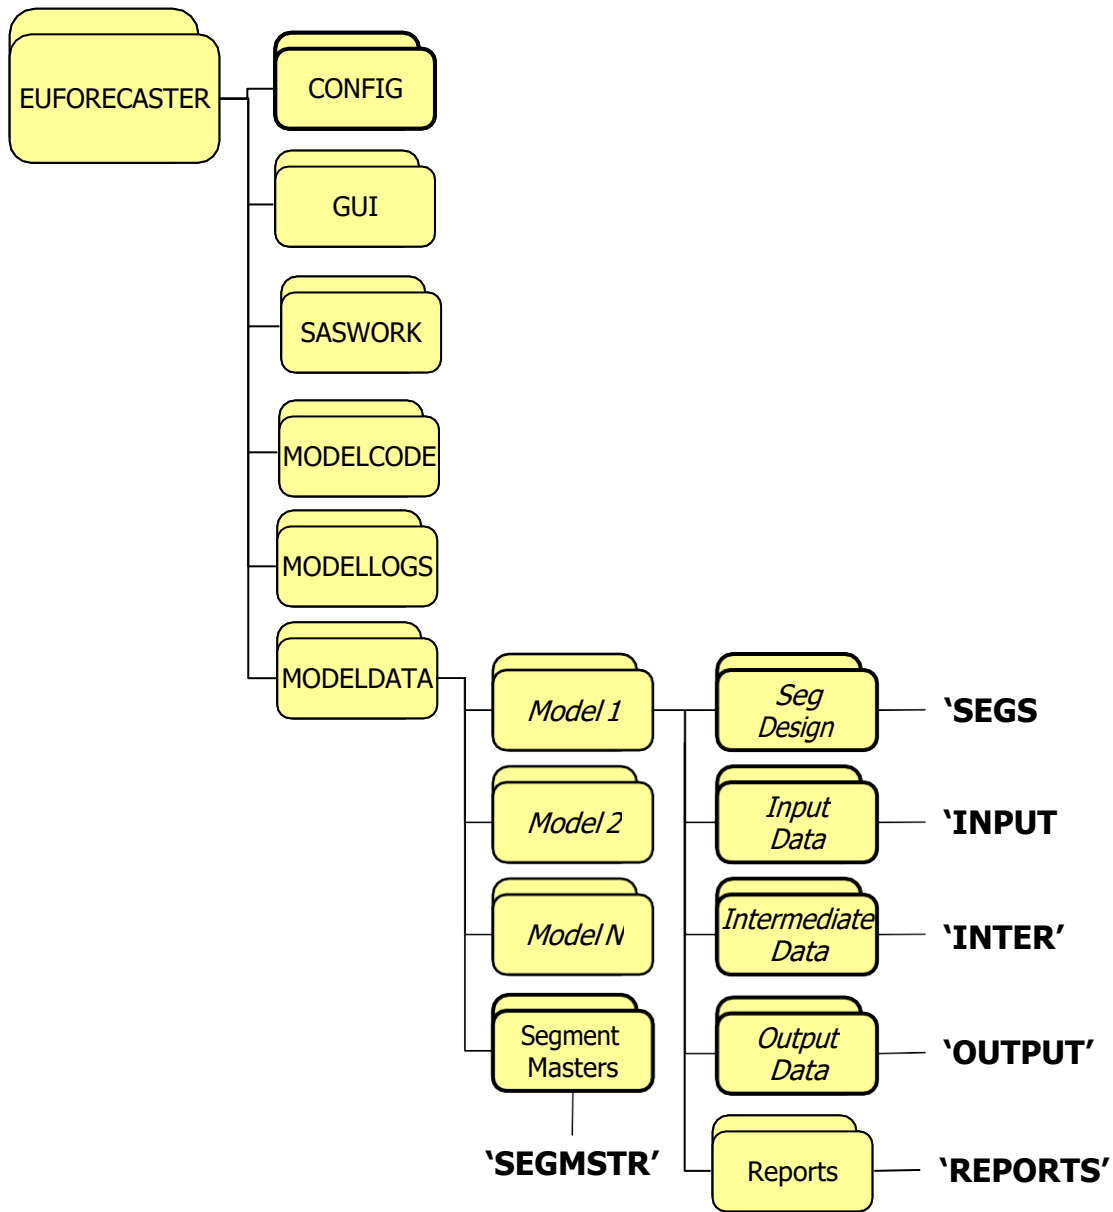 EUFORECASTER
CONFIG
GUI
SASWORK
MODELCODE
MODELLOGS
MODELDATA
Model 1
Seg
Design
‘SEGS
Model 2
Input
Data
‘INPUT
Model N
Intermediate
Data
‘INTER’
Segment
Masters
Output
Data
‘OUTPUT’
‘SEGMSTR’
Reports
‘REPORTS’